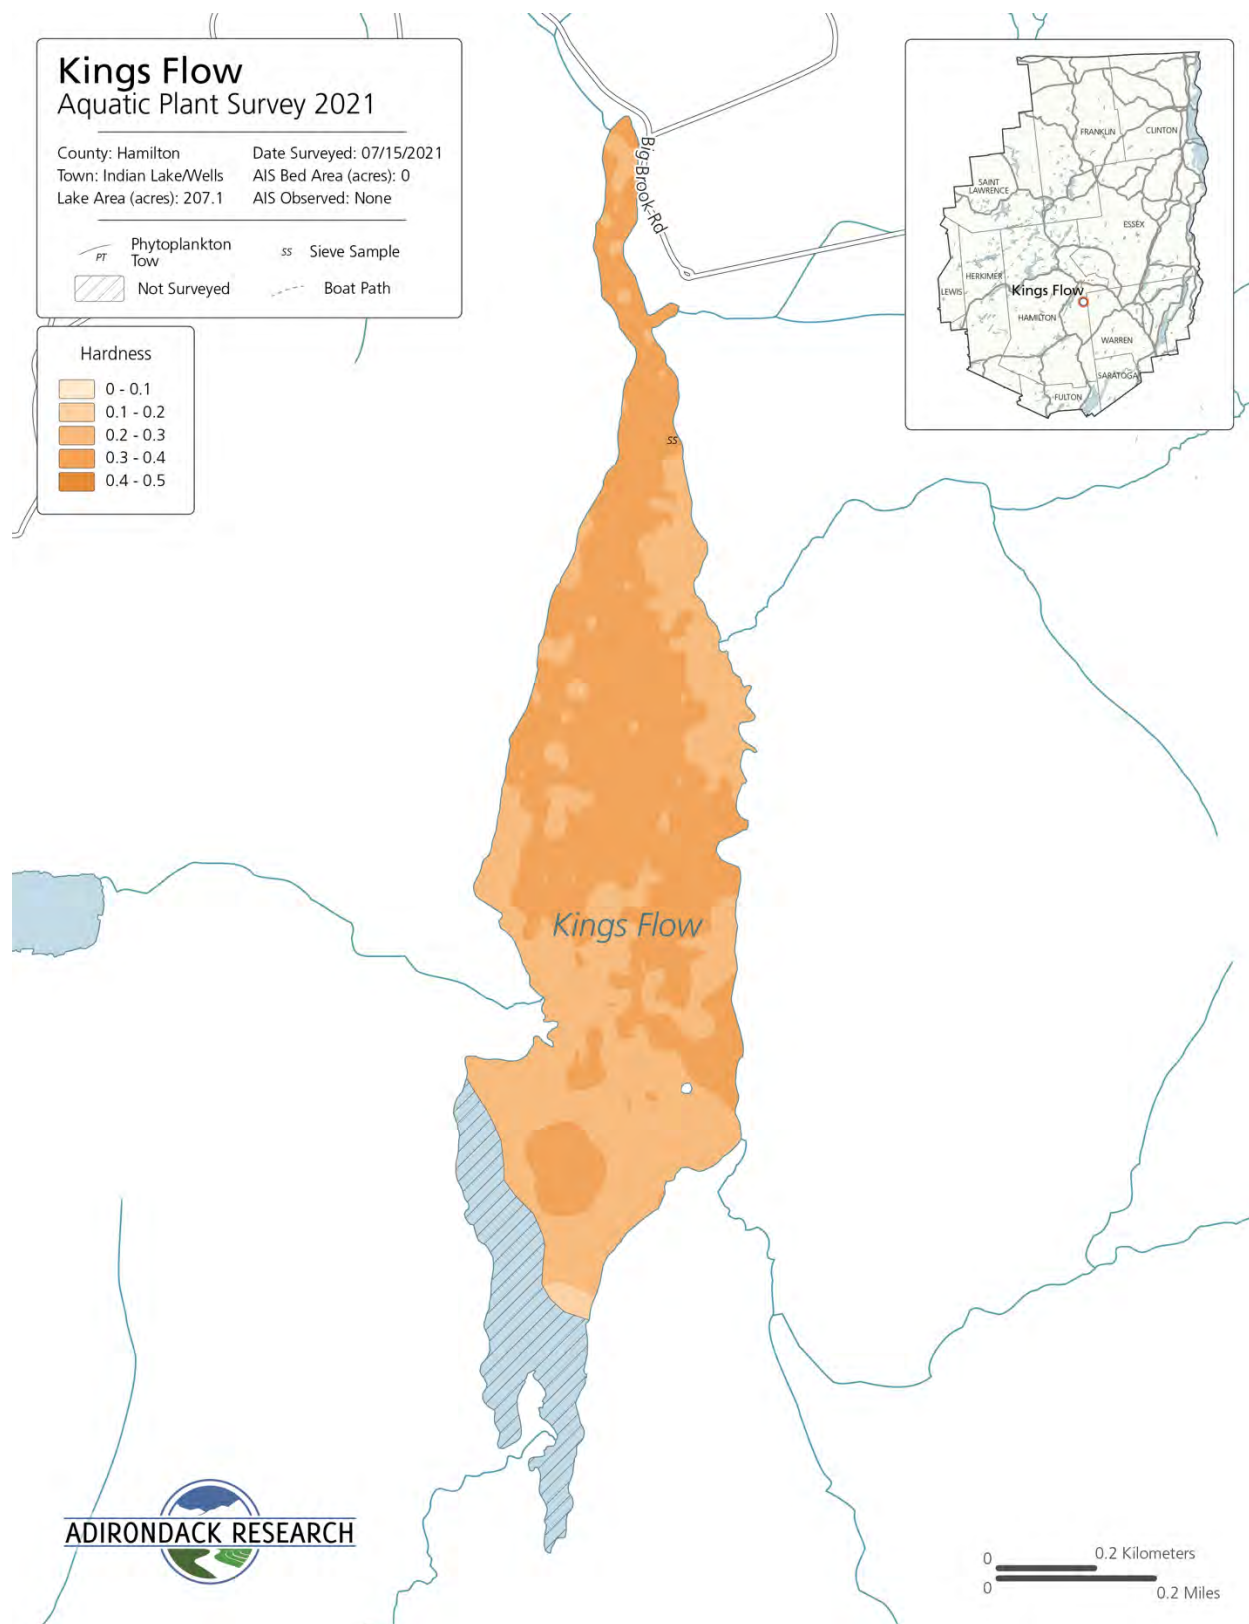 Kings Flow
Aquatic Plant Survey 2021
County: Hamilton
Town: Indian Lake/Wells
Lake Area (acres): 207.1
Date Surveyed: 07/15/2021
AIS Bed Area (acres): 0
AIS Observed: None
PT
Phytoplankton
Tow
SS
Sieve Sample
Not Surveyed
Boat Path
Hardness
0 - 0.1
0.1 - 0.2
0.2 - 0.3
0.3 - 0.4
0.4 - 0.5
Big-Brook-Rd
FRANKLIN
CLINTON
SAINT
LAWRENCE
ESSEX
HERKIMER
LEWIS
Kings Flow
HAMILTON
WARREN
SARATOGA
FULTON
SS
Kings Flow
ADIRONDACK RESEARCH
0 0.2 Kilometers
0 0.2 Miles